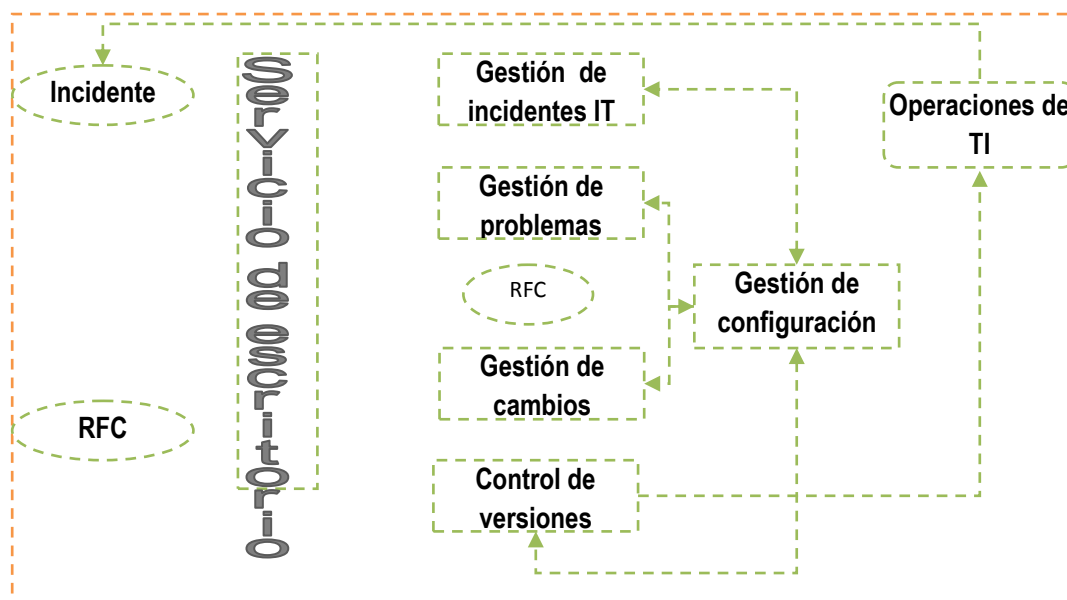 Incidente
RFC
SerVicio de escritOrio
Gestión de
incidentes IT
Gestión de
problemas
RFC
Gestión de
cambios
Control de
versiones
Gestión de
configuración
Operaciones de
TI